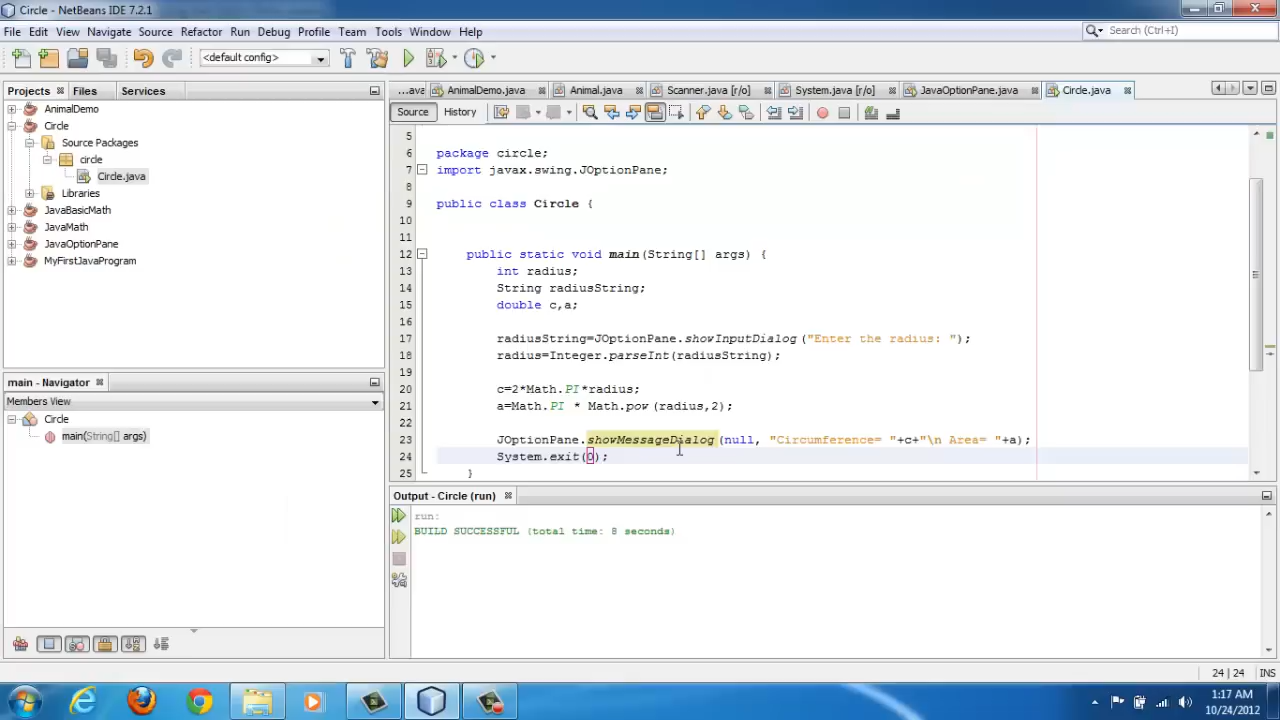 Circle - NetBeans IDE 7.2.1
File Edit View Navigate Source Refactor Run Debug Profile Team Tools Window Help
Search (Ctrl+I)
<default config>
Projects Files Services
...ava AnimalDemo.java Animal.java Scanner.java [r/o] System.java [r/o] JavaOptionPane.java Circle.java
Source History
AnimalDemo
Circle
Source Packages
circle
Circle.java
Libraries
JavaBasicMath
JavaMath
JavaOptionPane
MyFirstJavaProgram
main - Navigator
Members View
Circle
main(String[] args)
5
6 package circle;
7 import javax.swing.JOptionPane;
8
9 public class Circle {
10
11
12 public static void main(String[] args) {
13 int radius;
14 String radiusString;
15 double c,a;
16
17 radiusString=JOptionPane.showInputDialog("Enter the radius: ");
18 radius=Integer.parseInt(radiusString);
19
20 c=2*Math.PI*radius;
21 a=Math.PI * Math.pow(radius,2);
22
23 JOptionPane.showMessageDialog(null, "Circumference= "+c+"\n Area= "+a);
24 System.exit(0);
25 }
Output - Circle (run)
run:
BUILD SUCCESSFUL (total time: 8 seconds)
24 | 24 INS
1:17 AM
10/24/2012